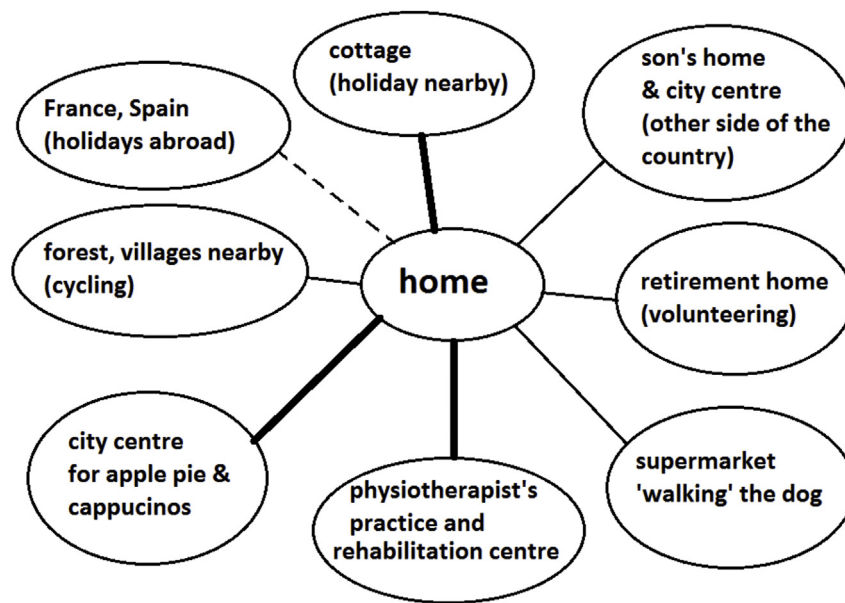 cottage
(holiday nearby)
son's home
& city centre
(other side of the
country)
France, Spain
(holidays abroad)
forest, villages nearby
(cycling)
home
retirement home
(volunteering)
city centre
for apple pie &
cappucinos
physiotherapist's
practice and
rehabilitation centre
supermarket
'walking' the dog